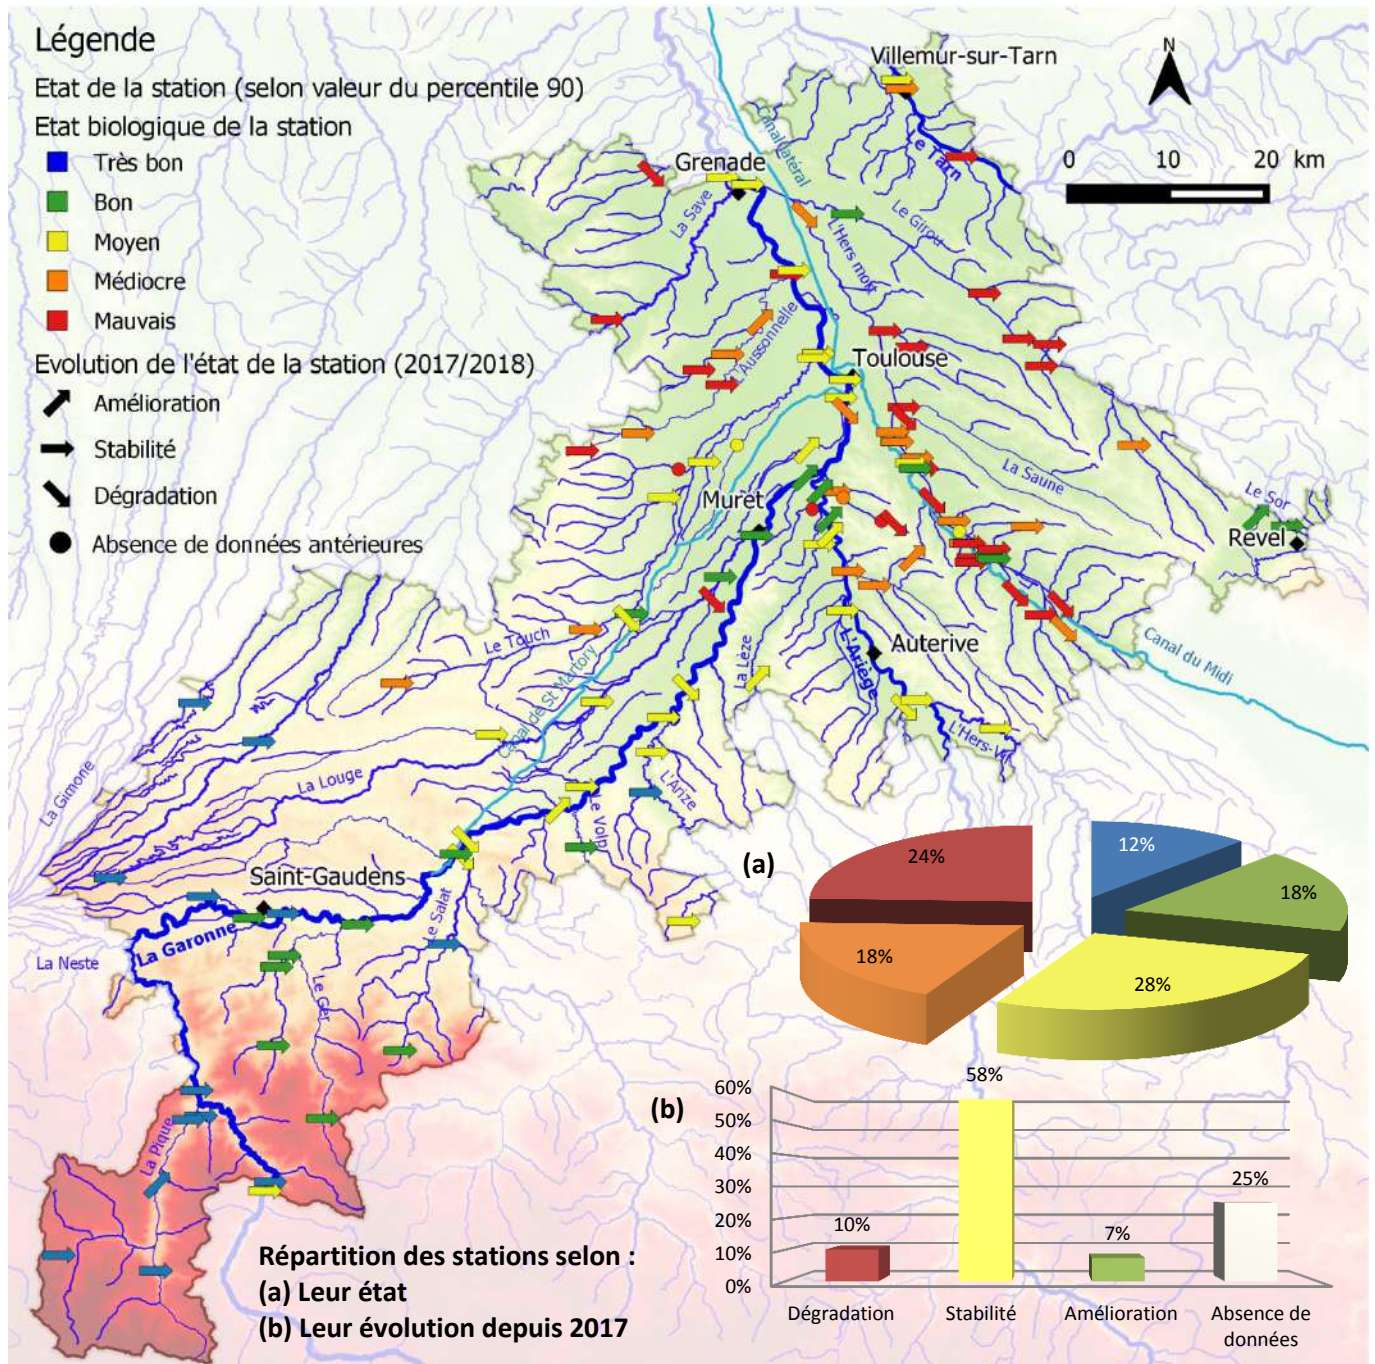 Légende
Etat de la station (selon valeur du percentile 90)
Etat biologique de la station
Très bon
Bon
Moyen
Médiocre
Mauvais
Evolution de l'état de la station (2017/2018)
Amélioration
Stabilité
Dégradation
Absence de données antérieures
Villemur-sur-Tarn
N
0 10 20 km
Canal latéral
Le Tarn
Grenade
La Save
Le Girou
L'Hers mort
L'Aussonnelle
Toulouse
La Saune
Le Sor
Revel
Muret
Le Touch
Canal de St Martory
La Lèze
L'Ariège
Auterive
Canal du Midi
L'Hers-Vif
La Gimone
La Louge
L'Arize
Le Volp
Saint-Gaudens
Le Salat
La Garonne
La Neste
Le Ger
La Pique
(a)
24%
12%
18%
18%
28%
(b)
60%
50%
40%
30%
20%
10%
0%
10%
58%
7%
25%
Dégradation
Stabilité
Amélioration
Absence de
données
Répartition des stations selon :
(a) Leur état
(b) Leur évolution depuis 2017